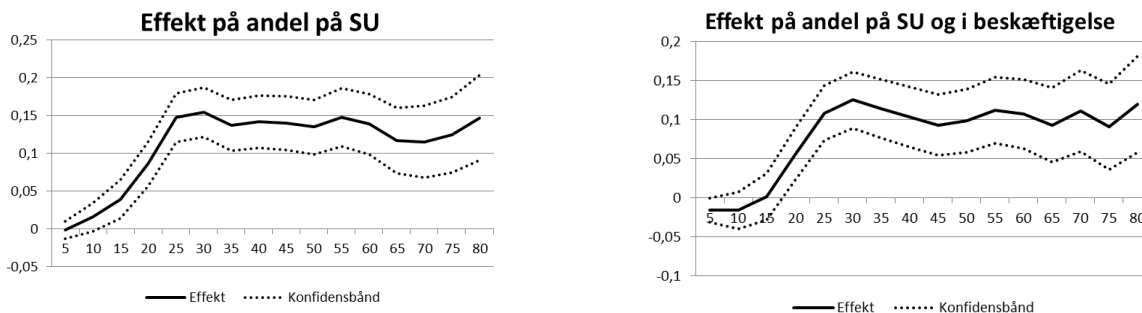 Effekt på andel på SU
0,25
0,2
0,15
0,1
0,05
0
-0,05
5 10 15 20 25 30 35 40 45 50 55 60 65 70 75 80
Effekt Konfidensbånd
Effekt på andel på SU og i beskæftigelse
0,2
0,15
0,1
0,05
0
-0,05
-0,1
5 10 15 20 25 30 35 40 45 50 55 60 65 70 75 80
Effekt Konfidensbånd